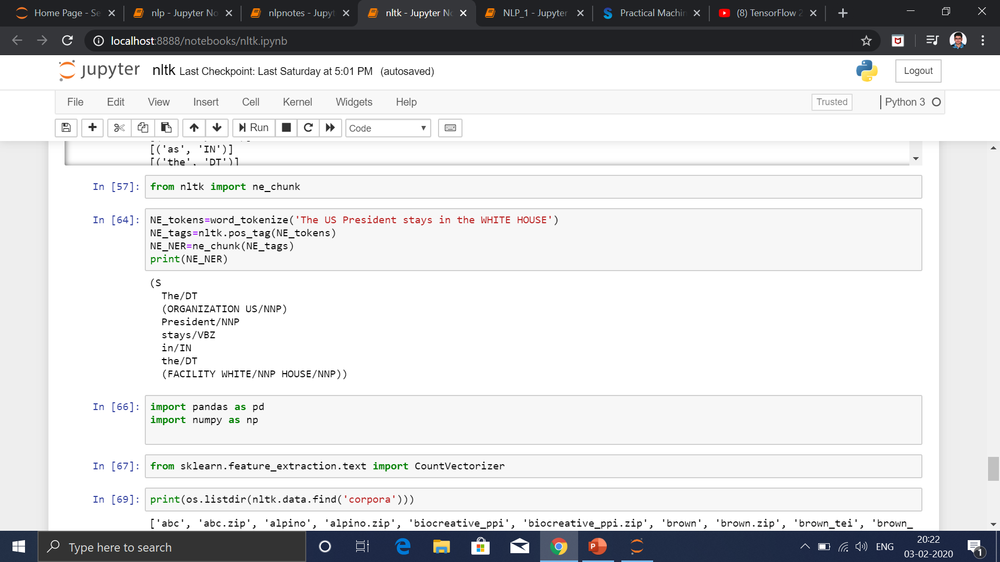 Home Page - Se
nlp - Jupyter No
nlpnotes - Jupyt
nltk - Jupyter No
NLP_1 - Jupyter
Practical Machin
(8) TensorFlow 2
localhost:8888/notebooks/nltk.ipynb
jupyter nltk Last Checkpoint: Last Saturday at 5:01 PM (autosaved)
Logout
File Edit View Insert Cell Kernel Widgets Help
Trusted
Python 3
Run
Code
[('as', 'IN')]
[('the', 'DT')]
In [57]: from nltk import ne_chunk
In [64]: NE_tokens=word_tokenize('The US President stays in the WHITE HOUSE')
NE_tags=nltk.pos_tag(NE_tokens)
NE_NER=ne_chunk(NE_tags)
print(NE_NER)
(S
The/DT
(ORGANIZATION US/NNP)
President/NNP
stays/VBZ
in/IN
the/DT
(FACILITY WHITE/NNP HOUSE/NNP))
In [66]: import pandas as pd
import numpy as np
In [67]: from sklearn.feature_extraction.text import CountVectorizer
In [69]: print(os.listdir(nltk.data.find('corpora')))
['abc', 'abc.zip', 'alpino', 'alpino.zip', 'biocreative_ppi', 'biocreative_ppi.zip', 'brown', 'brown.zip', 'brown_tei', 'brown_
Type here to search
ENG
20:22
03-02-2020
1